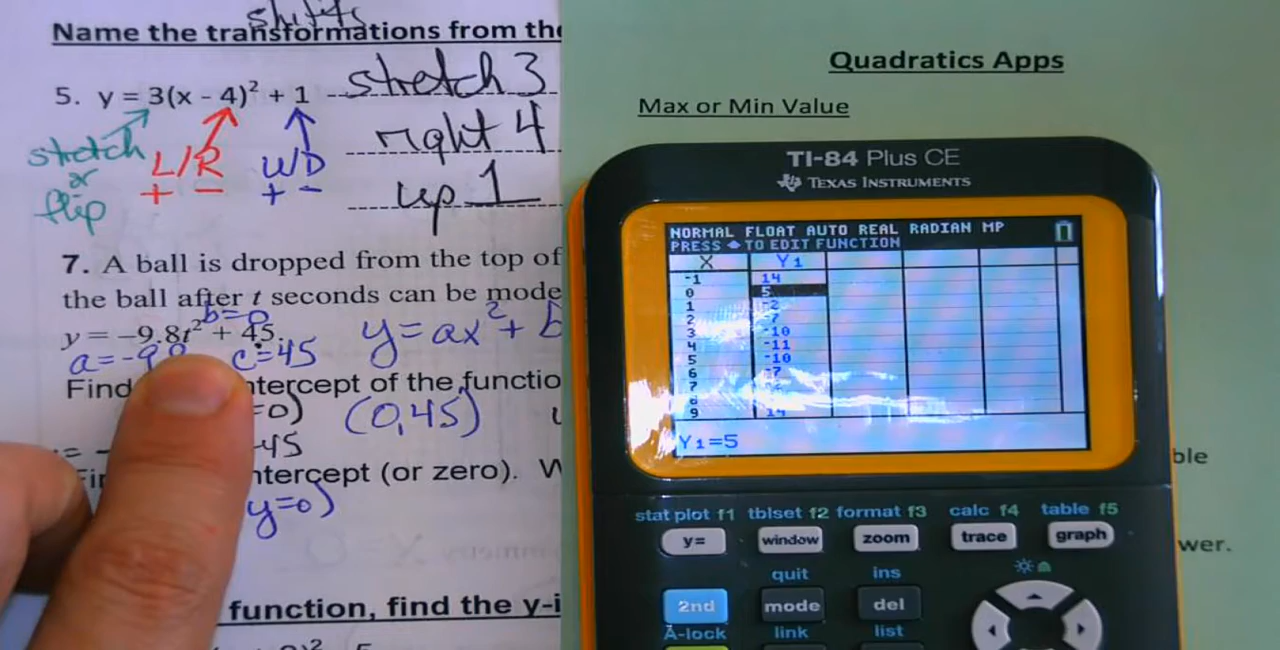 shifts
Name the transformations from the
5. y = 3(x - 4)² + 1 stretch 3
stretch or flip
L/R
+ -
U/D
+ -
right 4
up 1
7. A ball is dropped from the top of
the ball after t seconds can be mode
b=0
y = -9.8t² + 45.
y=ax²+b
a=-9.8 c=45
Find ntercept of the functio
=0) (0,45)
-45
ntercept (or zero). W
y=0)
function, find the y-i
Quadratics Apps
Max or Min Value
TI-84 Plus CE
TEXAS INSTRUMENTS
NORMAL FLOAT AUTO REAL RADIAN MP
PRESS TO EDIT FUNCTION
X Y1
-1 14
0 5
1 -2
2 -7
3 -10
4 -11
5 -10
6 -7
7
8
9 14
Y1=5
ble
wer.
stat plot f1 tblset f2 format f3 calc f4 table f5
y= window zoom trace graph
quit ins
2nd mode del
A-lock link list